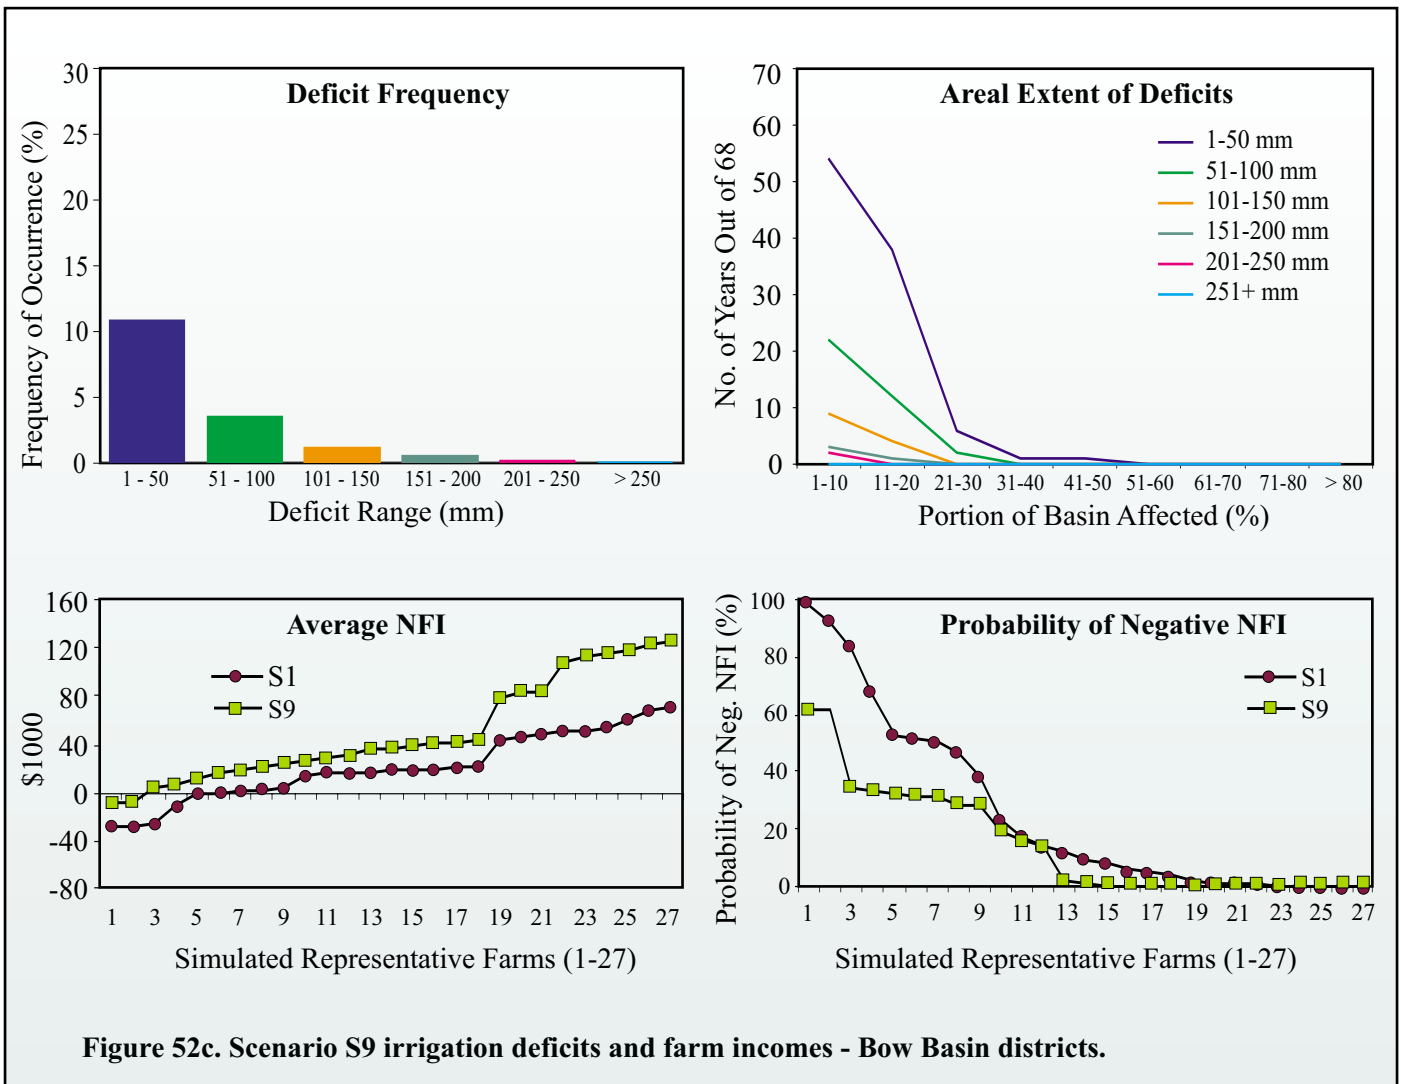 Deficit Frequency
Frequency of Occurrence (%)
30
25
20
15
10
5
0
1 - 50
51 - 100
101 - 150
151 - 200
201 - 250
> 250
Deficit Range (mm)
Areal Extent of Deficits
No. of Years Out of 68
70
60
50
40
30
20
10
0
1-50 mm
51-100 mm
101-150 mm
151-200 mm
201-250 mm
251+ mm
1-10
11-20
21-30
31-40
41-50
51-60
61-70
71-80
> 80
Portion of Basin Affected (%)
Average NFI
$1000
160
120
80
40
0
-40
-80
S1
S9
1
3
5
7
9
11
13
15
17
19
21
23
25
27
Simulated Representative Farms (1-27)
Probability of Negative NFI
Probability of Neg. NFI (%)
100
80
60
40
20
0
S1
S9
1
3
5
7
9
11
13
15
17
19
21
23
25
27
Simulated Representative Farms (1-27)
Figure 52c. Scenario S9 irrigation deficits and farm incomes - Bow Basin districts.